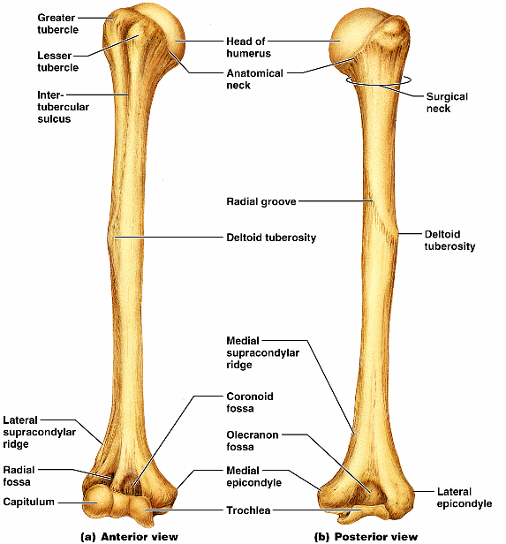 Greater
tubercle
Lesser
tubercle
Inter-
tubercular
sulcus
Head of
humerus
Anatomical
neck
Surgical
neck
Radial groove
Deltoid tuberosity
Deltoid
tuberosity
Medial
supracondylar
ridge
Coronoid
fossa
Lateral
supracondylar
ridge
Olecranon
fossa
Radial
fossa
Medial
epicondyle
Capitulum
Trochlea
Lateral
epicondyle
(a) Anterior view
(b) Posterior view